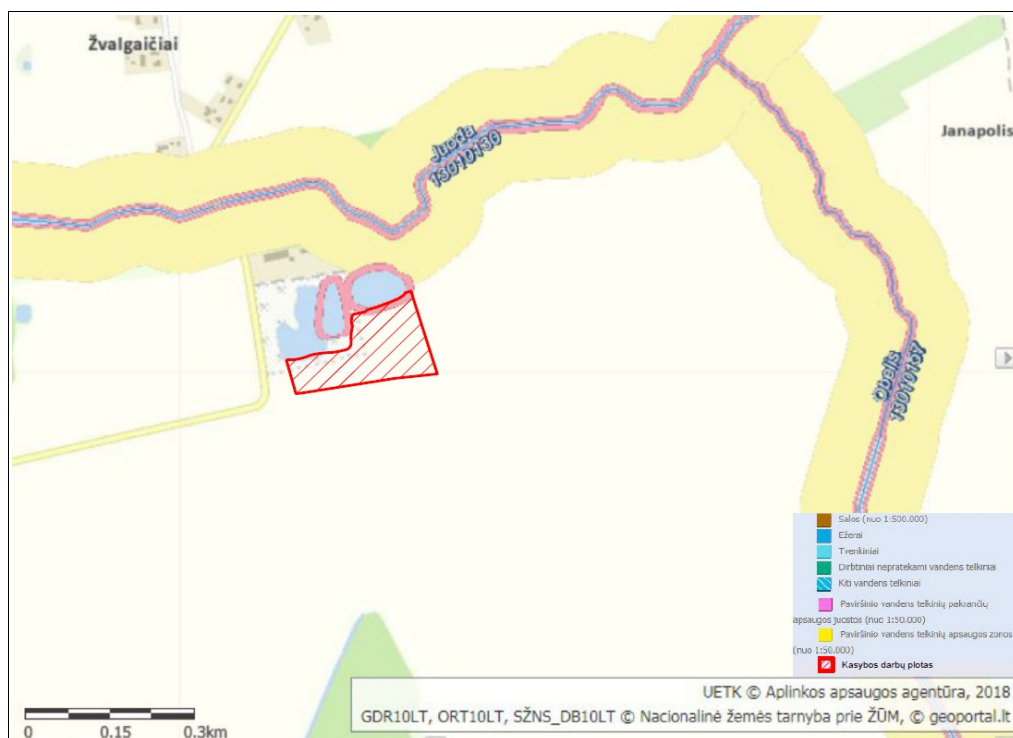 Žvalgaičiai
Juoda
13010130
Janapolis
Obelis
13010167
Salos (nuo 1:500.000)
Ežerai
Tvenkiniai
Dirbtiniai nepratekami vandens telkiniai
Kiti vandens telkiniai
Paviršinio vandens telkinių pakrančių
apsaugos juostos (nuo 1:50.000)
Paviršinio vandens telkinių apsaugos zonos
(nuo 1:50.000)
Kasybos darbų plotas
UETK © Aplinkos apsaugos agentūra, 2018
GDR10LT, ORT10LT, SŽNS_DB10LT © Nacionalinė žemės tarnyba prie ŽŪM, © geoportal.lt
0 0.15 0.3km